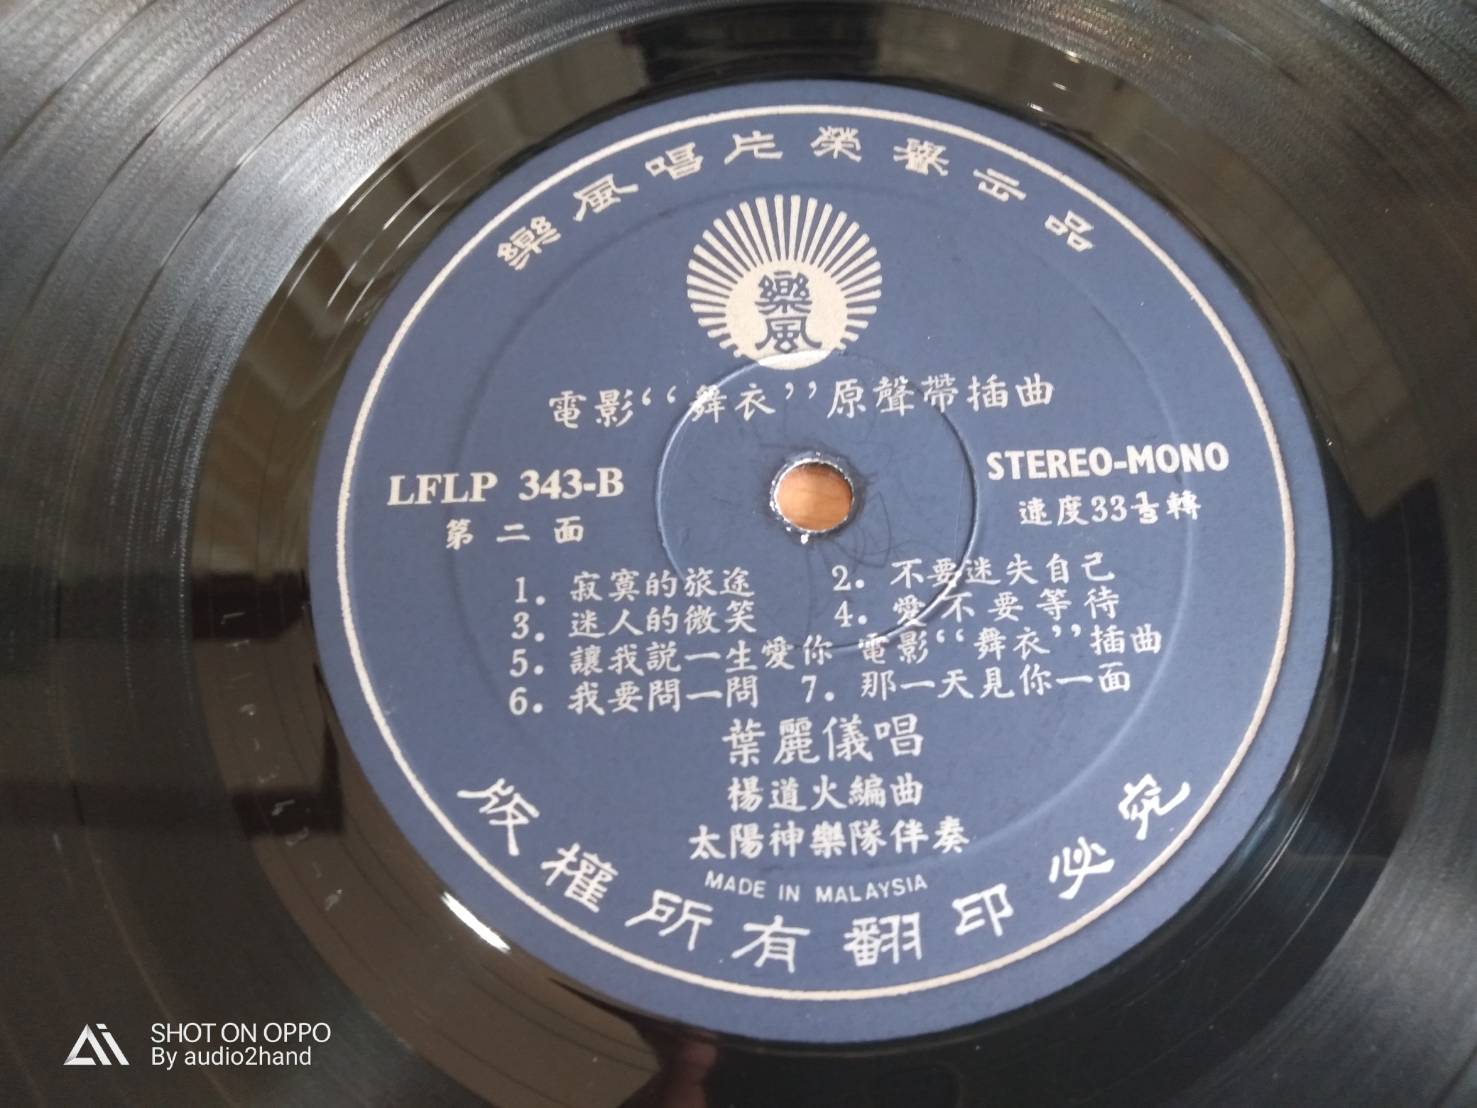 樂風唱片榮譽出品
樂風
電影“舞衣”原聲帶插曲
LFLP 343-B
STEREO-MONO
第二面
速度33⅓轉
1. 寂寞的旅途 2. 不要迷失自己
3. 迷人的微笑 4. 愛不要等待
5. 讓我説一生愛你 電影“舞衣”插曲
6. 我要問一問 7. 那一天見你一面
葉麗儀唱
楊道火編曲
太陽神樂隊伴奏
MADE IN MALAYSIA
版權所有翻印必究
SHOT ON OPPO
By audio2hand